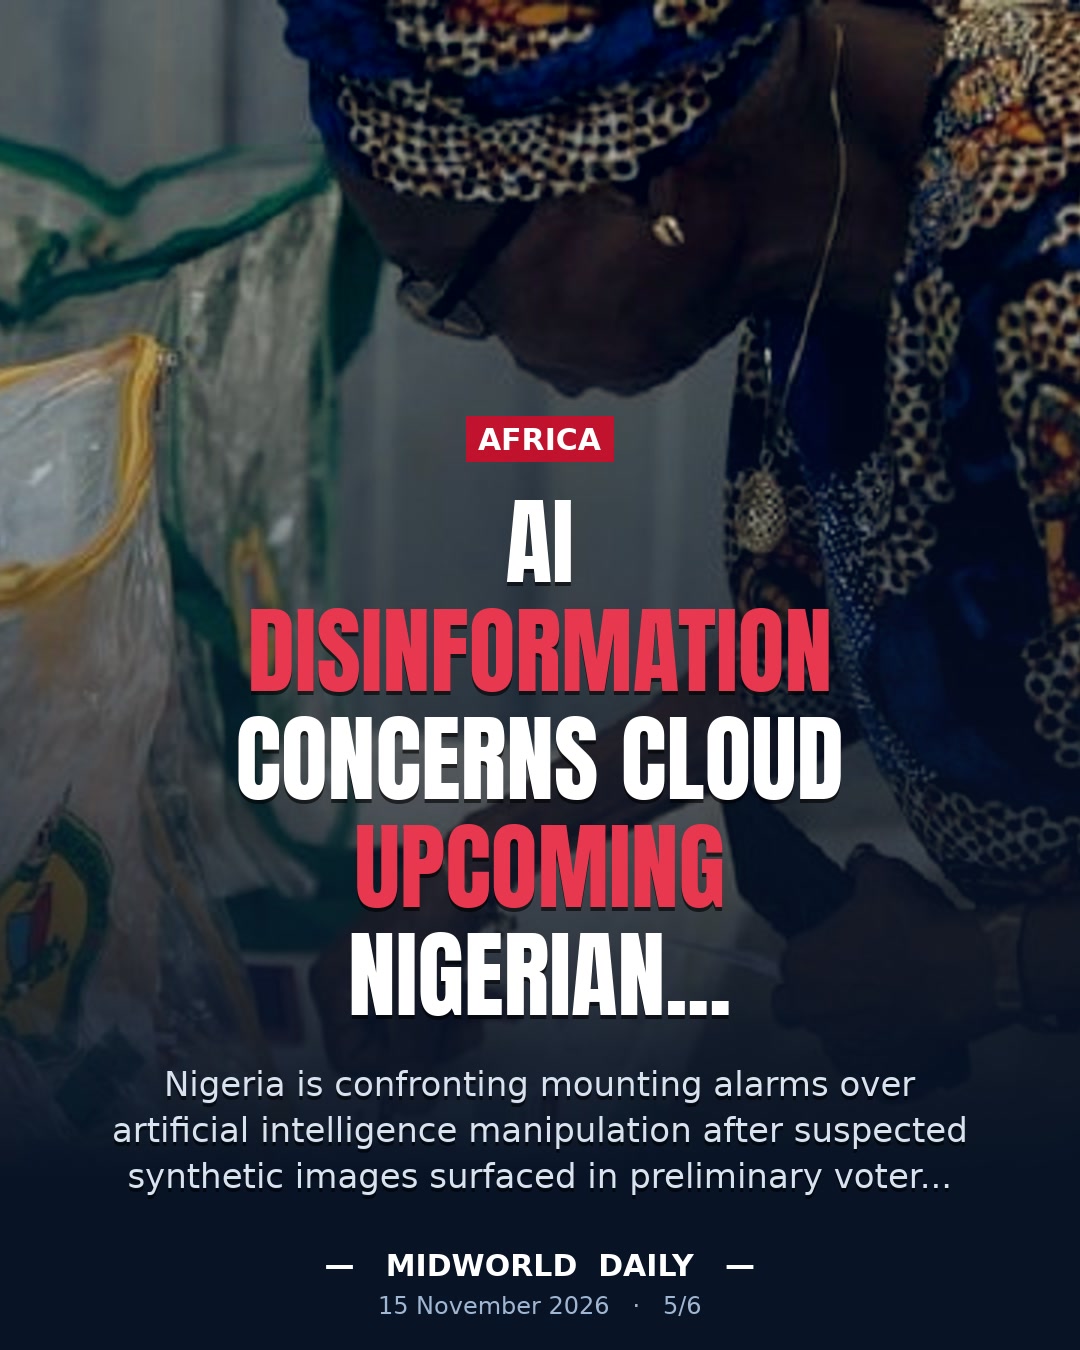 AFRICA
AI
DISINFORMATION
CONCERNS CLOUD
UPCOMING
NIGERIAN...
Nigeria is confronting mounting alarms over
artificial intelligence manipulation after suspected
synthetic images surfaced in preliminary voter...
— MIDWORLD DAILY —
15 November 2026 · 5/6